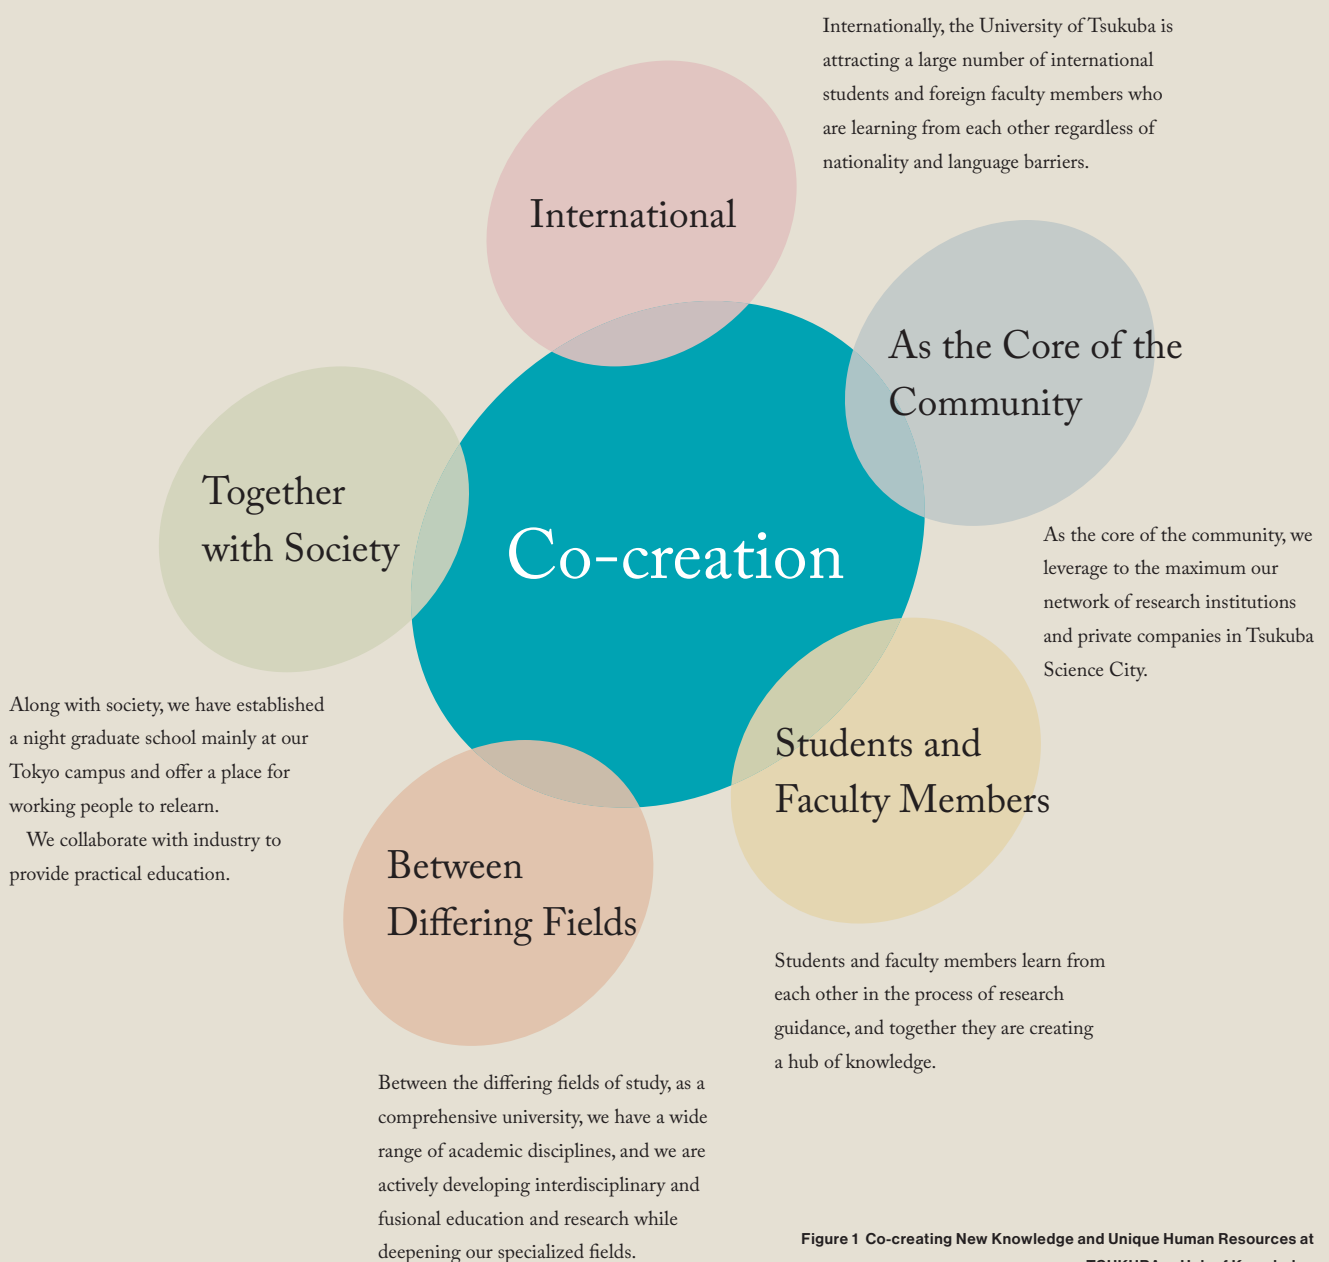 Internationally, the University of Tsukuba is
attracting a large number of international
students and foreign faculty members who
are learning from each other regardless of
nationality and language barriers.
International
As the Core of the
Community
As the core of the community, we
leverage to the maximum our
network of research institutions
and private companies in Tsukuba
Science City.
Together
with Society
Co-creation
Along with society, we have established
a night graduate school mainly at our
Tokyo campus and offer a place for
working people to relearn.
We collaborate with industry to
provide practical education.
Students and
Faculty Members
Students and faculty members learn from
each other in the process of research
guidance, and together they are creating
a hub of knowledge.
Between
Differing Fields
Between the differing fields of study, as a
comprehensive university, we have a wide
range of academic disciplines, and we are
actively developing interdisciplinary and
fusional education and research while
deepening our specialized fields.
Figure 1 Co-creating New Knowledge and Unique Human Resources at